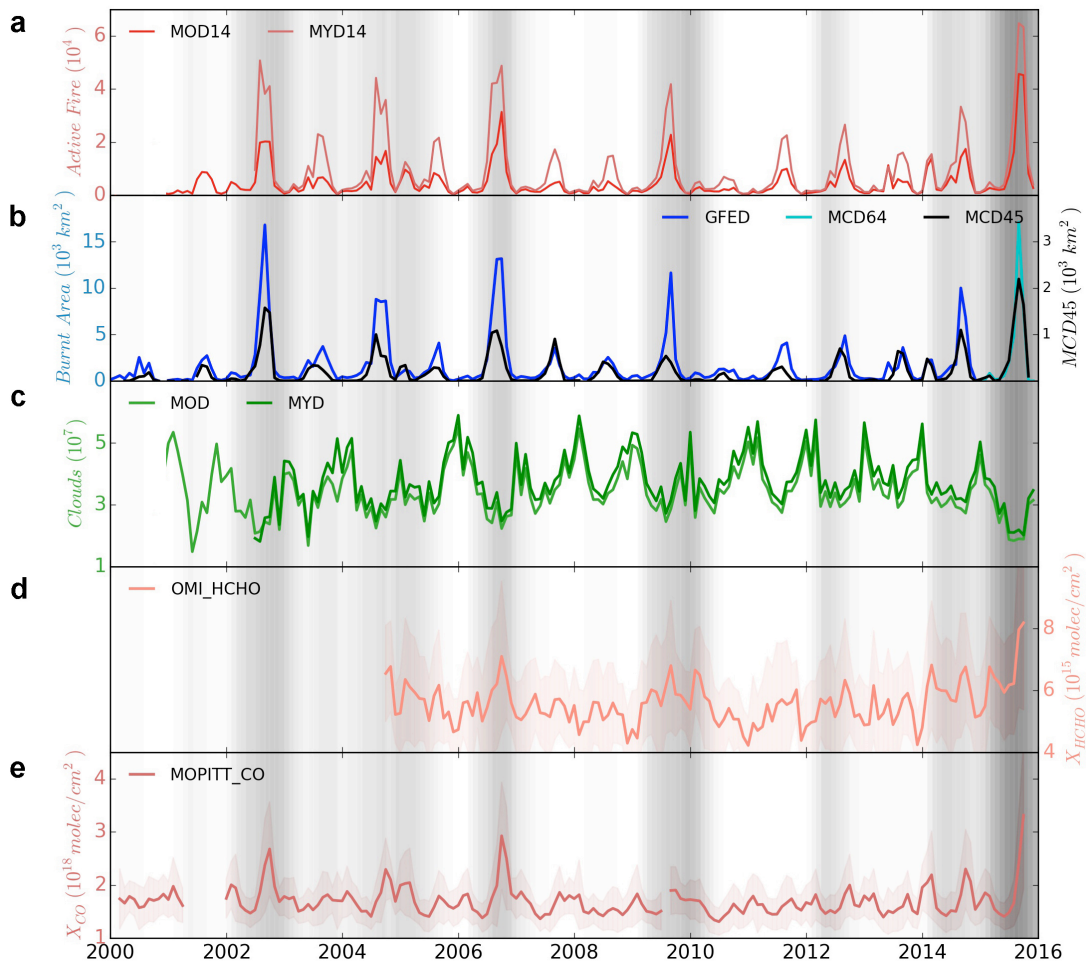 a
MOD14 MYD14
Active Fire (10⁴)
6
4
2
0
b
GFED MCD64 MCD45
Burnt Area (10³ km²)
15
10
5
0
3
2
1
MCD45 (10³ km²)
c
MOD MYD
Clouds (10⁷)
5
3
1
d
OMI_HCHO
8
6
4
X_HCHO (10¹⁵ molec/cm²)
e
MOPITT_CO
X_CO (10¹⁸ molec/cm²)
4
3
2
1
2000 2002 2004 2006 2008 2010 2012 2014 2016